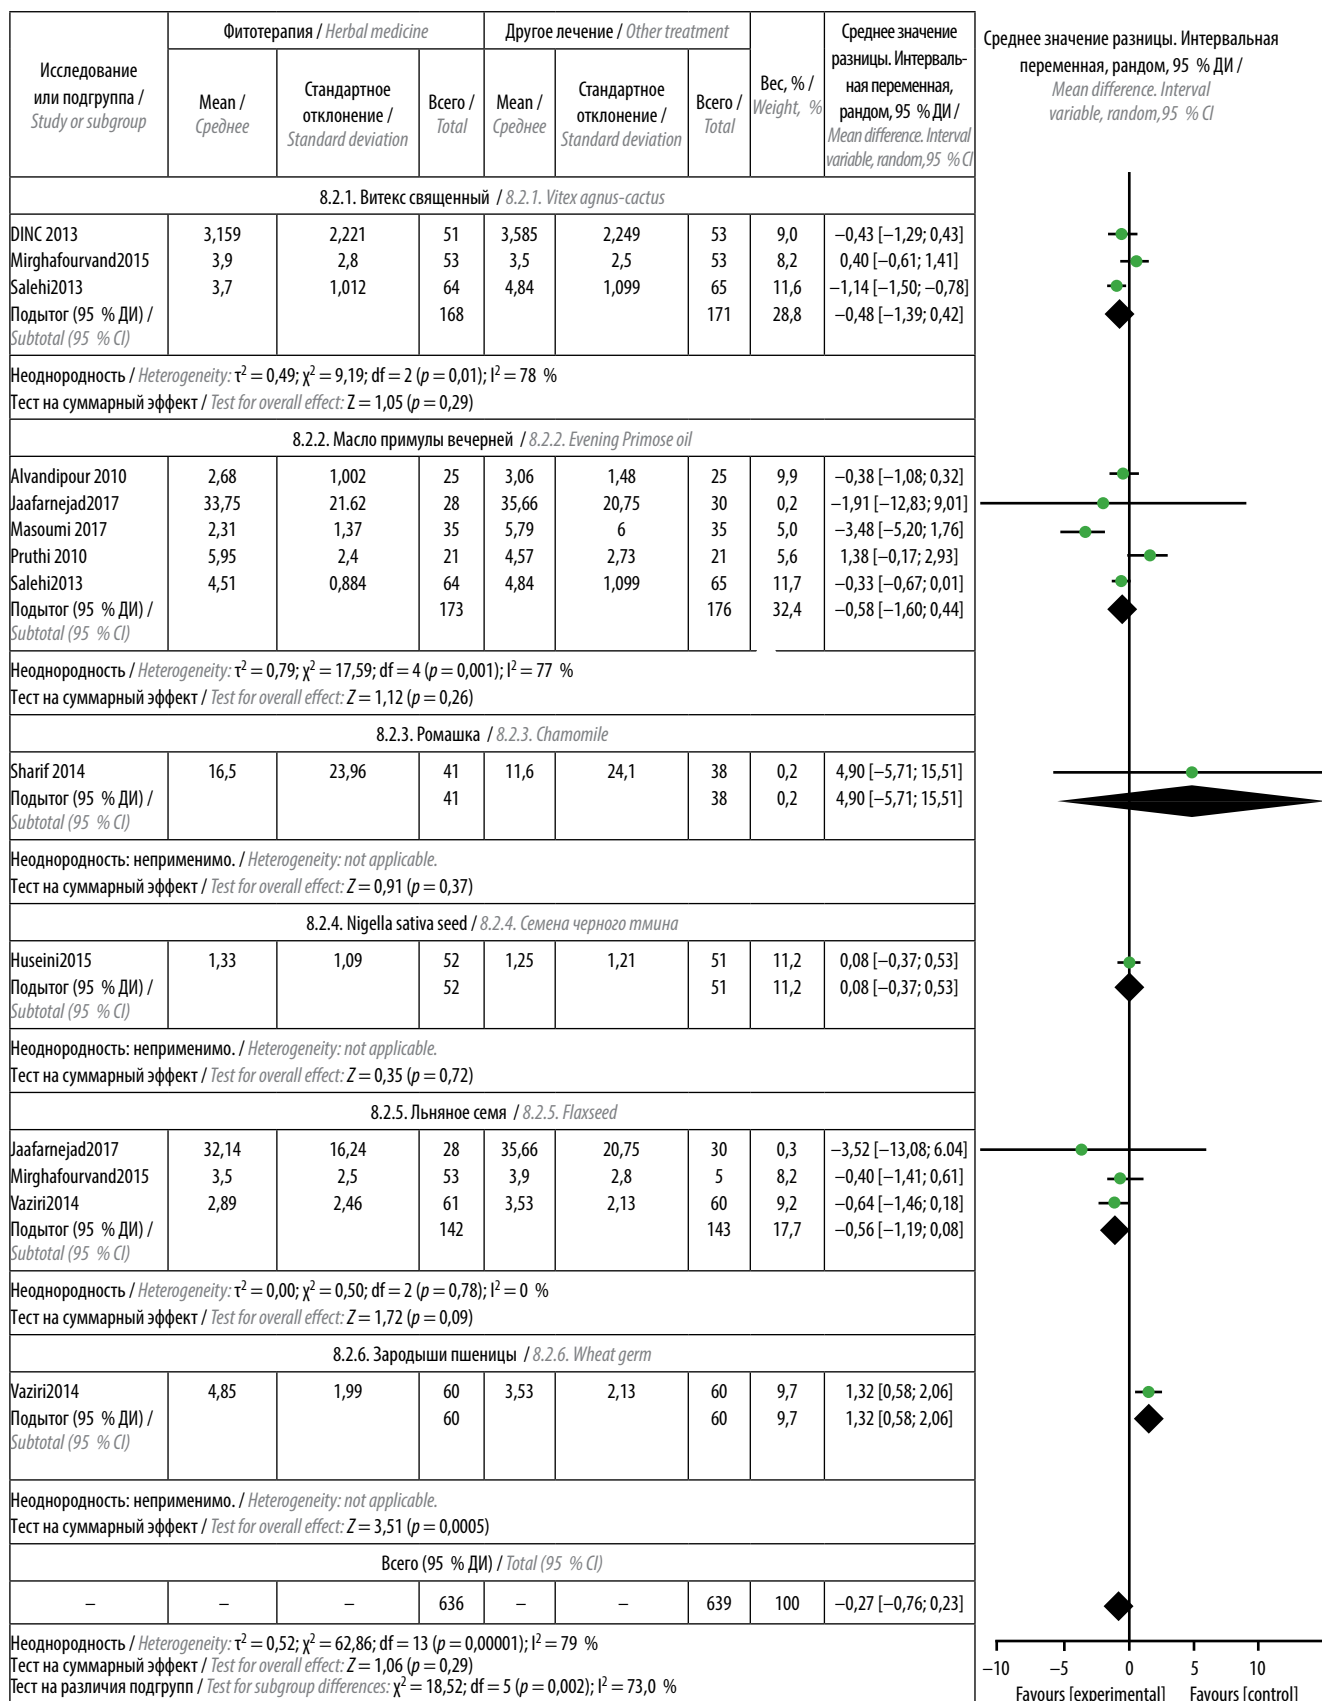 Исследование или подгруппа / Study or subgroup
Фитотерапия / Herbal medicine
Другое лечение / Other treatment
Вес, % / Weight, %
Среднее значение разницы. Интерваль-ная переменная, рандом, 95 % ДИ / Mean difference. Interval variable, random,95 % CI
Mean / Среднее
Стандартное отклонение / Standard deviation
Всего / Total
Mean / Среднее
Стандартное отклонение / Standard deviation
Всего / Total
Среднее значение разницы. Интервальная
переменная, рандом, 95 % ДИ /
Mean difference. Interval
variable, random,95 % CI
8.2.1. Витекс священный / 8.2.1. Vitex agnus-cactus
DINC 2013 3,159 2,221 51 3,585 2,249 53 9,0 −0,43 [−1,29; 0,43]
Mirghafourvand2015 3,9 2,8 53 3,5 2,5 53 8,2 0,40 [−0,61; 1,41]
Salehi2013 3,7 1,012 64 4,84 1,099 65 11,6 −1,14 [−1,50; −0,78]
Подытог (95 % ДИ) / 168 171 28,8 −0,48 [−1,39; 0,42]
Subtotal (95 % CI)
Неоднородность / Heterogeneity: τ² = 0,49; χ² = 9,19; df = 2 (p = 0,01); I² = 78 %
Тест на суммарный эффект / Test for overall effect: Z = 1,05 (p = 0,29)
8.2.2. Масло примулы вечерней / 8.2.2. Evening Primose oil
Alvandipour 2010 2,68 1,002 25 3,06 1,48 25 9,9 −0,38 [−1,08; 0,32]
Jaafarnejad2017 33,75 21.62 28 35,66 20,75 30 0,2 −1,91 [−12,83; 9,01]
Masoumi 2017 2,31 1,37 35 5,79 6 35 5,0 −3,48 [−5,20; 1,76]
Pruthi 2010 5,95 2,4 21 4,57 2,73 21 5,6 1,38 [−0,17; 2,93]
Salehi2013 4,51 0,884 64 4,84 1,099 65 11,7 −0,33 [−0,67; 0,01]
Подытог (95 % ДИ) / 173 176 32,4 −0,58 [−1,60; 0,44]
Subtotal (95 % CI)
Неоднородность / Heterogeneity: τ² = 0,79; χ² = 17,59; df = 4 (p = 0,001); I² = 77 %
Тест на суммарный эффект / Test for overall effect: Z = 1,12 (p = 0,26)
8.2.3. Ромашка / 8.2.3. Chamomile
Sharif 2014 16,5 23,96 41 11,6 24,1 38 0,2 4,90 [−5,71; 15,51]
Подытог (95 % ДИ) / 41 38 0,2 4,90 [−5,71; 15,51]
Subtotal (95 % CI)
Неоднородность: неприменимо. / Heterogeneity: not applicable.
Тест на суммарный эффект / Test for overall effect: Z = 0,91 (p = 0,37)
8.2.4. Nigella sativa seed / 8.2.4. Семена черного тмина
Huseini2015 1,33 1,09 52 1,25 1,21 51 11,2 0,08 [−0,37; 0,53]
Подытог (95 % ДИ) / 52 51 11,2 0,08 [−0,37; 0,53]
Subtotal (95 % CI)
Неоднородность: неприменимо. / Heterogeneity: not applicable.
Тест на суммарный эффект / Test for overall effect: Z = 0,35 (p = 0,72)
8.2.5. Льняное семя / 8.2.5. Flaxseed
Jaafarnejad2017 32,14 16,24 28 35,66 20,75 30 0,3 −3,52 [−13,08; 6.04]
Mirghafourvand2015 3,5 2,5 53 3,9 2,8 5 8,2 −0,40 [−1,41; 0,61]
Vaziri2014 2,89 2,46 61 3,53 2,13 60 9,2 −0,64 [−1,46; 0,18]
Подытог (95 % ДИ) / 142 143 17,7 −0,56 [−1,19; 0,08]
Subtotal (95 % CI)
Неоднородность / Heterogeneity: τ² = 0,00; χ² = 0,50; df = 2 (p = 0,78); I² = 0 %
Тест на суммарный эффект / Test for overall effect: Z = 1,72 (p = 0,09)
8.2.6. Зародыши пшеницы / 8.2.6. Wheat germ
Vaziri2014 4,85 1,99 60 3,53 2,13 60 9,7 1,32 [0,58; 2,06]
Подытог (95 % ДИ) / 60 60 9,7 1,32 [0,58; 2,06]
Subtotal (95 % CI)
Неоднородность: неприменимо. / Heterogeneity: not applicable.
Тест на суммарный эффект / Test for overall effect: Z = 3,51 (p = 0,0005)
Всего (95 % ДИ) / Total (95 % CI)
– – – 636 – – 639 100 −0,27 [−0,76; 0,23]
Неоднородность / Heterogeneity: τ² = 0,52; χ² = 62,86; df = 13 (p = 0,00001); I² = 79 %
Тест на суммарный эффект / Test for overall effect: Z = 1,06 (p = 0,29)
Тест на различия подгрупп / Test for subgroup differences: χ² = 18,52; df = 5 (p = 0,002); I² = 73,0 %
−10 −5 0 5 10
Favours [experimental] Favours [control]